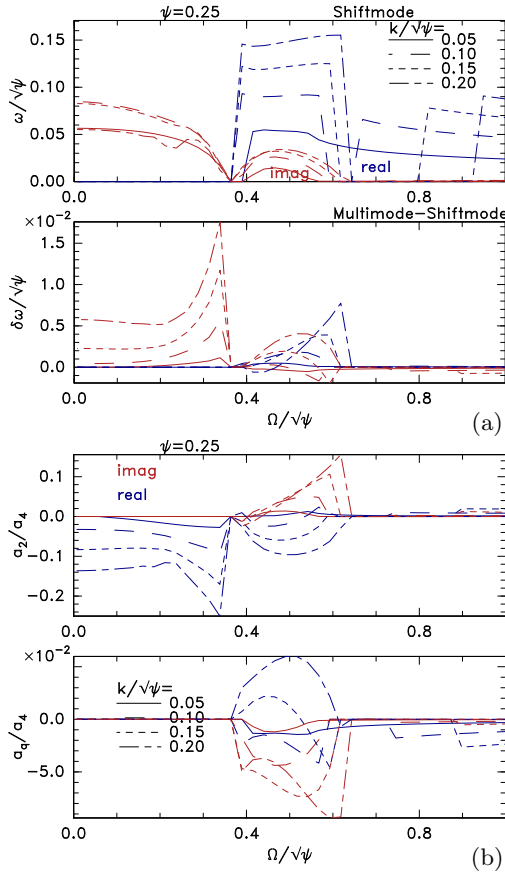 ψ=0.25 Shiftmode
k/√ψ=
0.05
0.10
0.15
0.20
ω/√ψ
0.15
0.10
0.05
0.00
imag real
0.0 0.4 0.8
×10⁻² Multimode−Shiftmode
δω/√ψ
1.5
1.0
0.5
0.0
0.0 0.4 0.8
Ω/√ψ
(a)
ψ=0.25
imag
real
a₂/a₄
0.1
0.0
−0.1
−0.2
0.0 0.4 0.8
×10⁻²
k/√ψ=
0.05
0.10
0.15
0.20
a_q/a₄
0.0
−5.0
0.0 0.4 0.8
Ω/√ψ
(b)